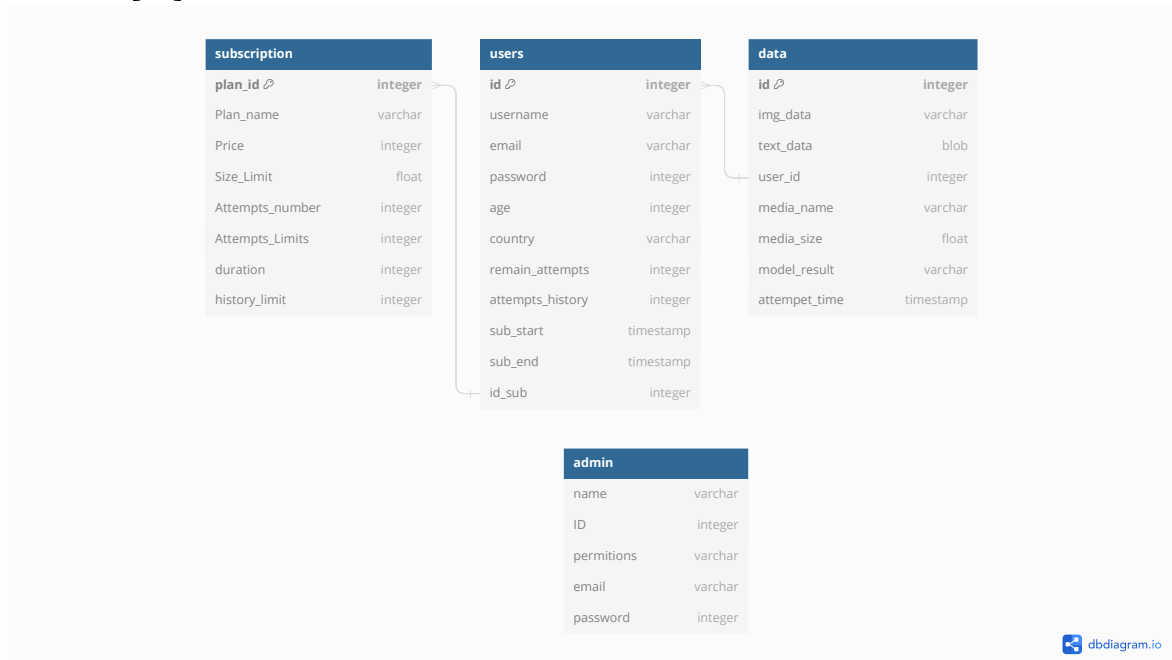 subscription
plan_id integer
Plan_name varchar
Price integer
Size_Limit float
Attempts_number integer
Attempts_Limits integer
duration integer
history_limit integer
users
id integer
username varchar
email varchar
password integer
age integer
country varchar
remain_attempts integer
attempts_history integer
sub_start timestamp
sub_end timestamp
id_sub integer
data
id integer
img_data varchar
text_data blob
user_id integer
media_name varchar
media_size float
model_result varchar
attempet_time timestamp
admin
name varchar
ID integer
permitions varchar
email varchar
password integer
dbdiagram.io